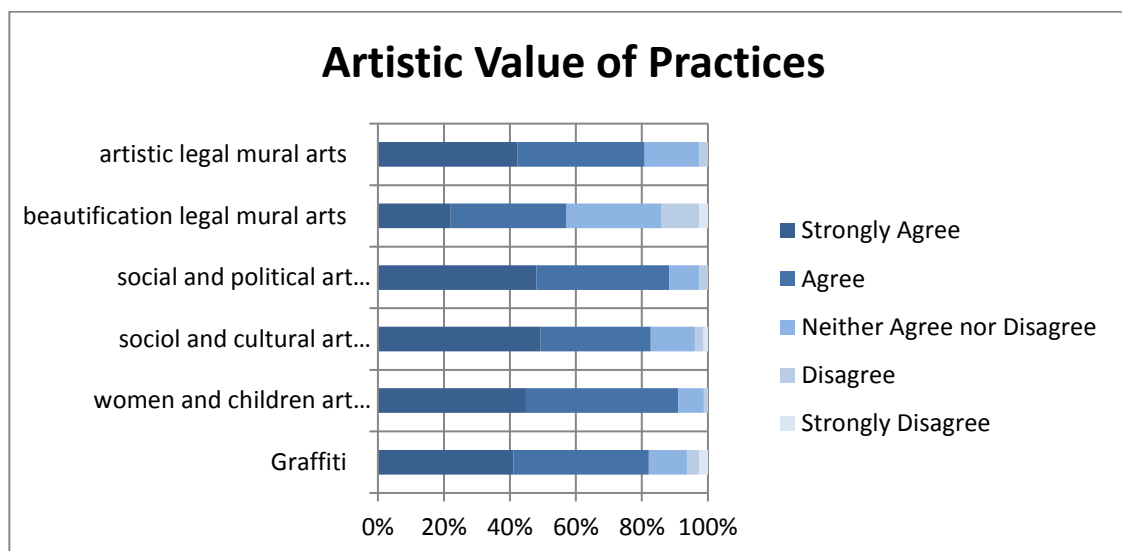 Artistic Value of Practices
artistic legal mural arts
beautification legal mural arts
social and political art...
sociol and cultural art...
women and children art...
Graffiti
0% 20% 40% 60% 80% 100%
Strongly Agree
Agree
Neither Agree nor Disagree
Disagree
Strongly Disagree